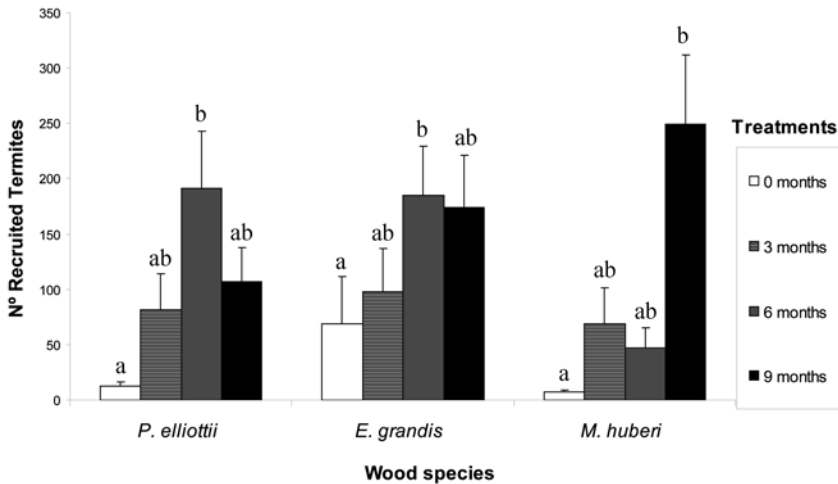 350
300
250
200
150
100
50
0
Nº Recruited Termites
a
ab
b
ab
a
ab
b
ab
a
ab
ab
b
P. elliottii
E. grandis
M. huberi
Wood species
Treatments
0 months
3 months
6 months
9 months